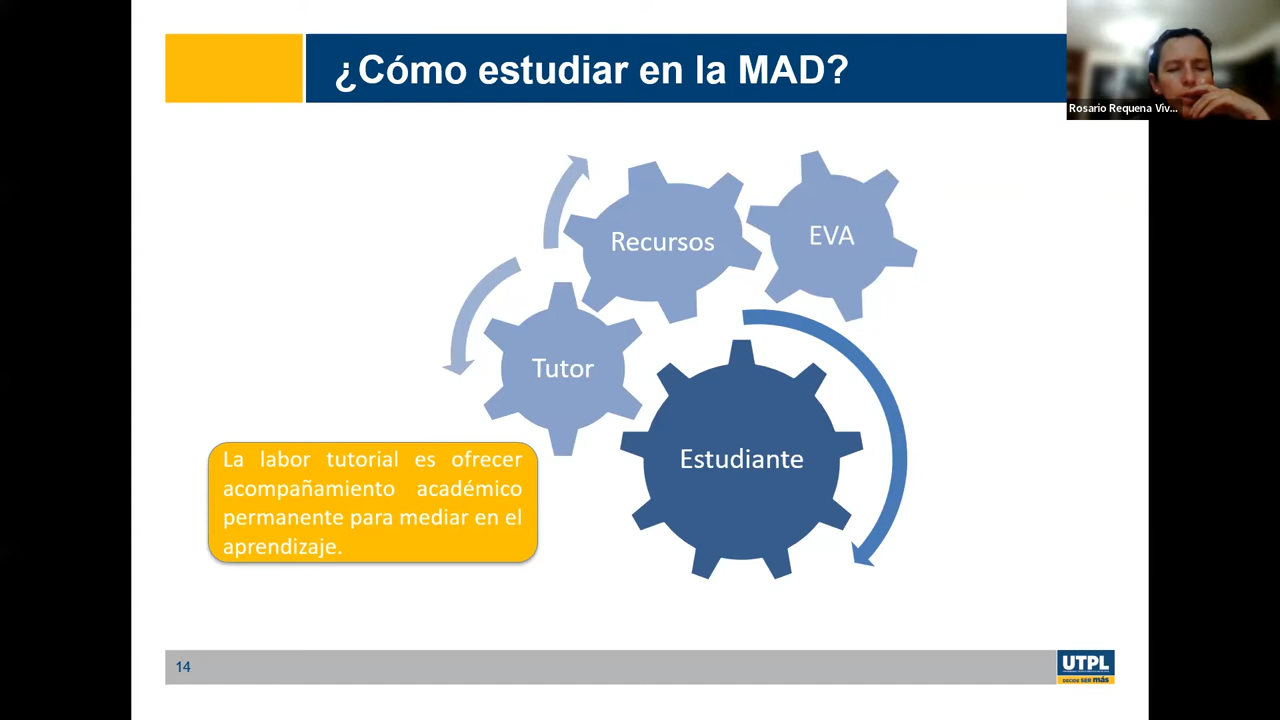 ¿Cómo estudiar en la MAD?
Rosario Requena Viv...
Recursos
EVA
Tutor
Estudiante
La labor tutorial es ofrecer
acompañamiento académico
permanente para mediar en el
aprendizaje.
14
UTPL
DECIDE SER más